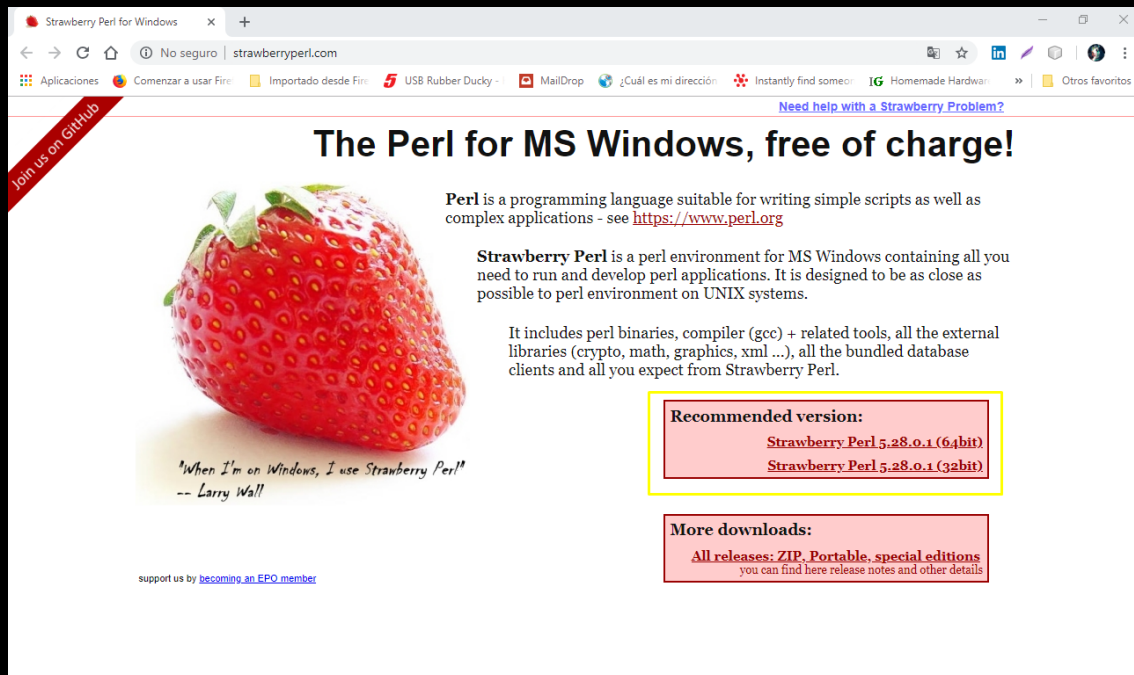 Strawberry Perl for Windows
No seguro | strawberryperl.com
Aplicaciones Comenzar a usar Fire Importado desde Fire USB Rubber Ducky - MailDrop ¿Cuál es mi dirección Instantly find someon IG Homemade Hardwar » Otros favoritos
Join us on GitHub
Need help with a Strawberry Problem?
The Perl for MS Windows, free of charge!
Perl is a programming language suitable for writing simple scripts as well as
complex applications - see https://www.perl.org
Strawberry Perl is a perl environment for MS Windows containing all you
need to run and develop perl applications. It is designed to be as close as
possible to perl environment on UNIX systems.
It includes perl binaries, compiler (gcc) + related tools, all the external
libraries (crypto, math, graphics, xml ...), all the bundled database
clients and all you expect from Strawberry Perl.
"When I'm on Windows, I use Strawberry Perl"
-- Larry Wall
Recommended version:
Strawberry Perl 5.28.0.1 (64bit)
Strawberry Perl 5.28.0.1 (32bit)
More downloads:
All releases: ZIP, Portable, special editions
you can find here release notes and other details
support us by becoming an EPO member